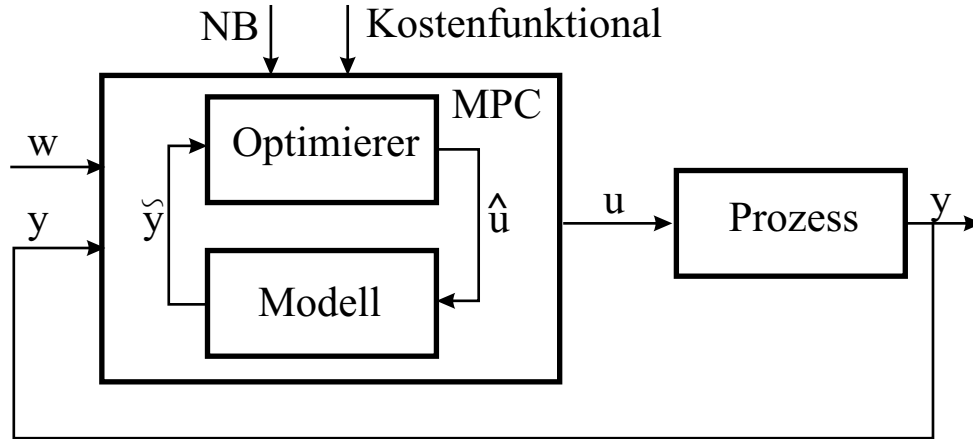 NB
Kostenfunktional
MPC
Optimierer
w
y
ỹ
û
Modell
u
Prozess
y